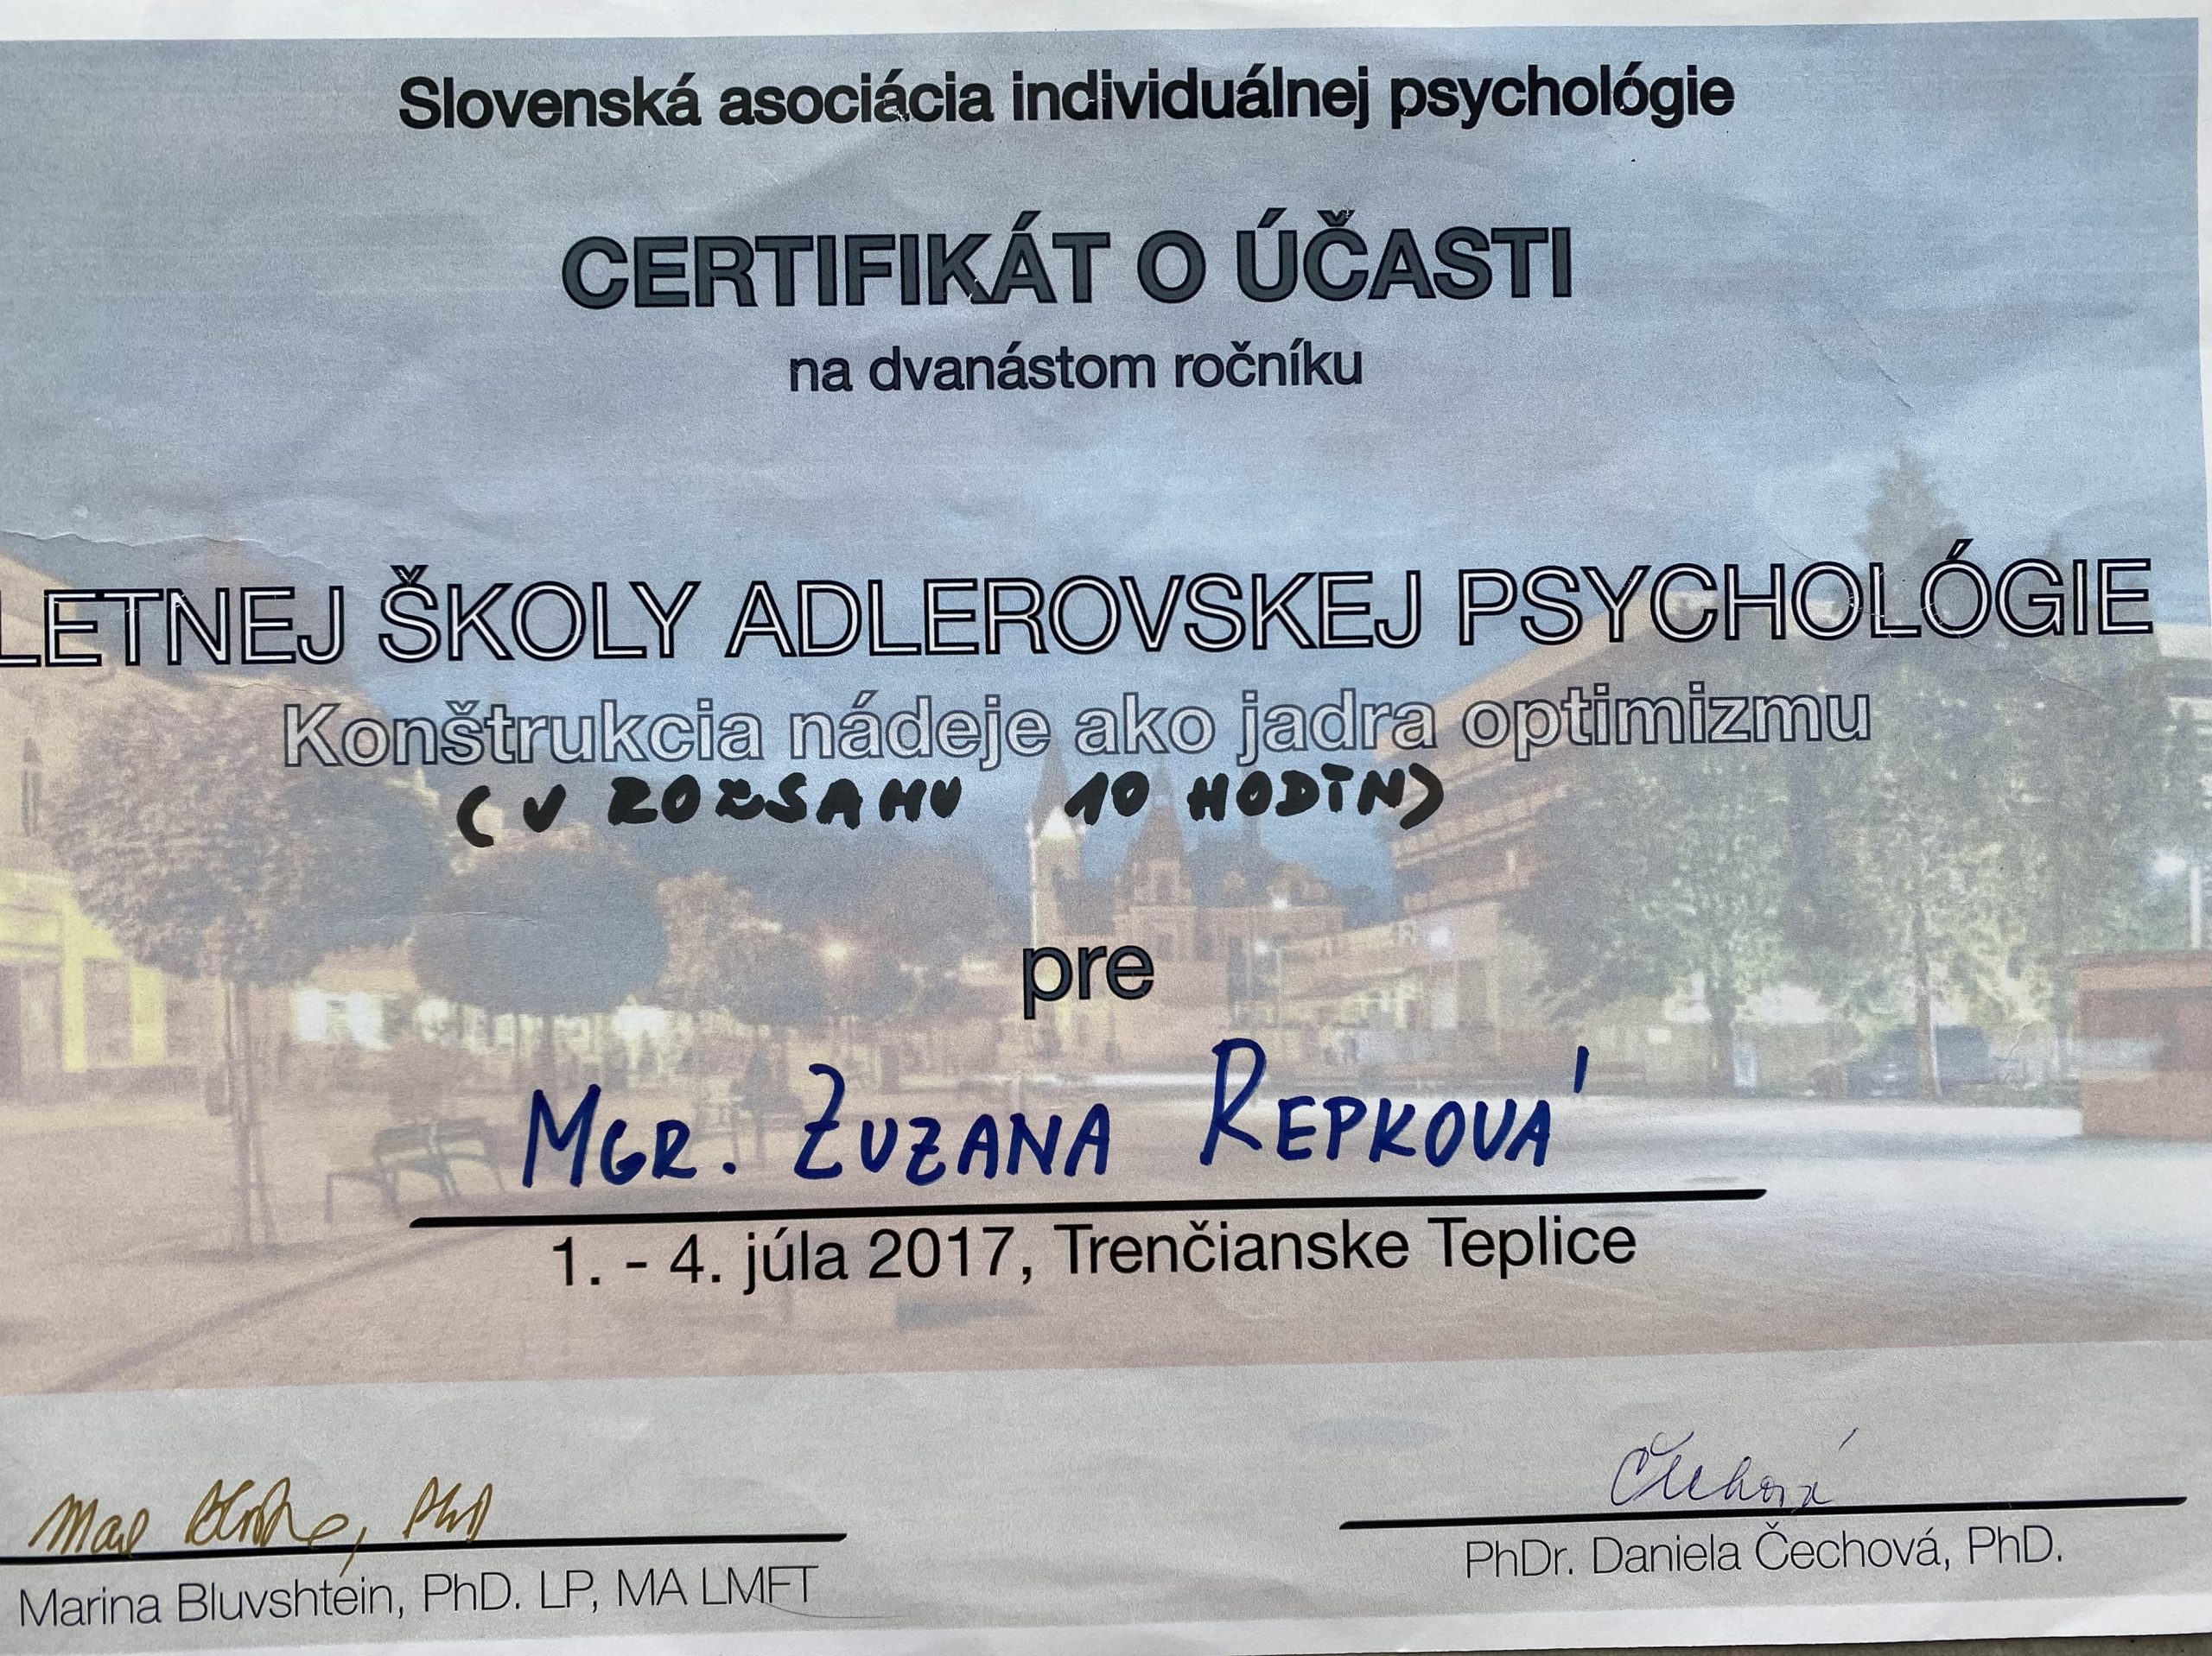 Slovenská asociácia individuálnej psychológie
CERTIFIKÁT O ÚČASTI
na dvanástom ročníku
LETNEJ ŠKOLY ADLEROVSKEJ PSYCHOLÓGIE
Konštrukcia nádeje ako jadra optimizmu
(V ROZSAHU 10 HODÍN)
pre
MGR. ZUZANA REPKOVÁ
1. - 4. júla 2017, Trenčianske Teplice
PhD
Čechová
Marina Bluvshtein, PhD. LP, MA LMFT
PhDr. Daniela Čechová, PhD.